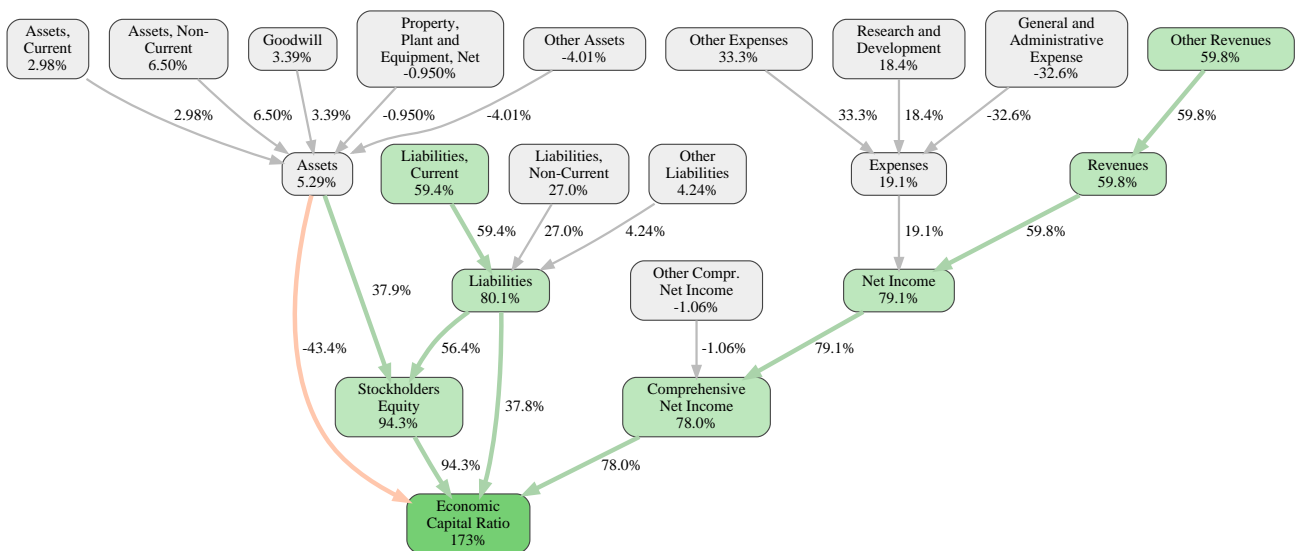 Assets,
Current
2.98%
Assets, Non-
Current
6.50%
Goodwill
3.39%
Property,
Plant and
Equipment, Net
-0.950%
Other Assets
-4.01%
Other Expenses
33.3%
Research and
Development
18.4%
General and
Administrative
Expense
-32.6%
Other Revenues
59.8%
2.98%
6.50%
3.39%
-0.950%
-4.01%
33.3%
18.4%
-32.6%
59.8%
Assets
5.29%
Liabilities,
Current
59.4%
Liabilities,
Non-Current
27.0%
Other
Liabilities
4.24%
Expenses
19.1%
Revenues
59.8%
59.4%
27.0%
4.24%
19.1%
59.8%
37.9%
Liabilities
80.1%
Other Compr.
Net Income
-1.06%
Net Income
79.1%
-43.4%
56.4%
-1.06%
79.1%
Stockholders
Equity
94.3%
37.8%
Comprehensive
Net Income
78.0%
94.3%
78.0%
Economic
Capital Ratio
173%